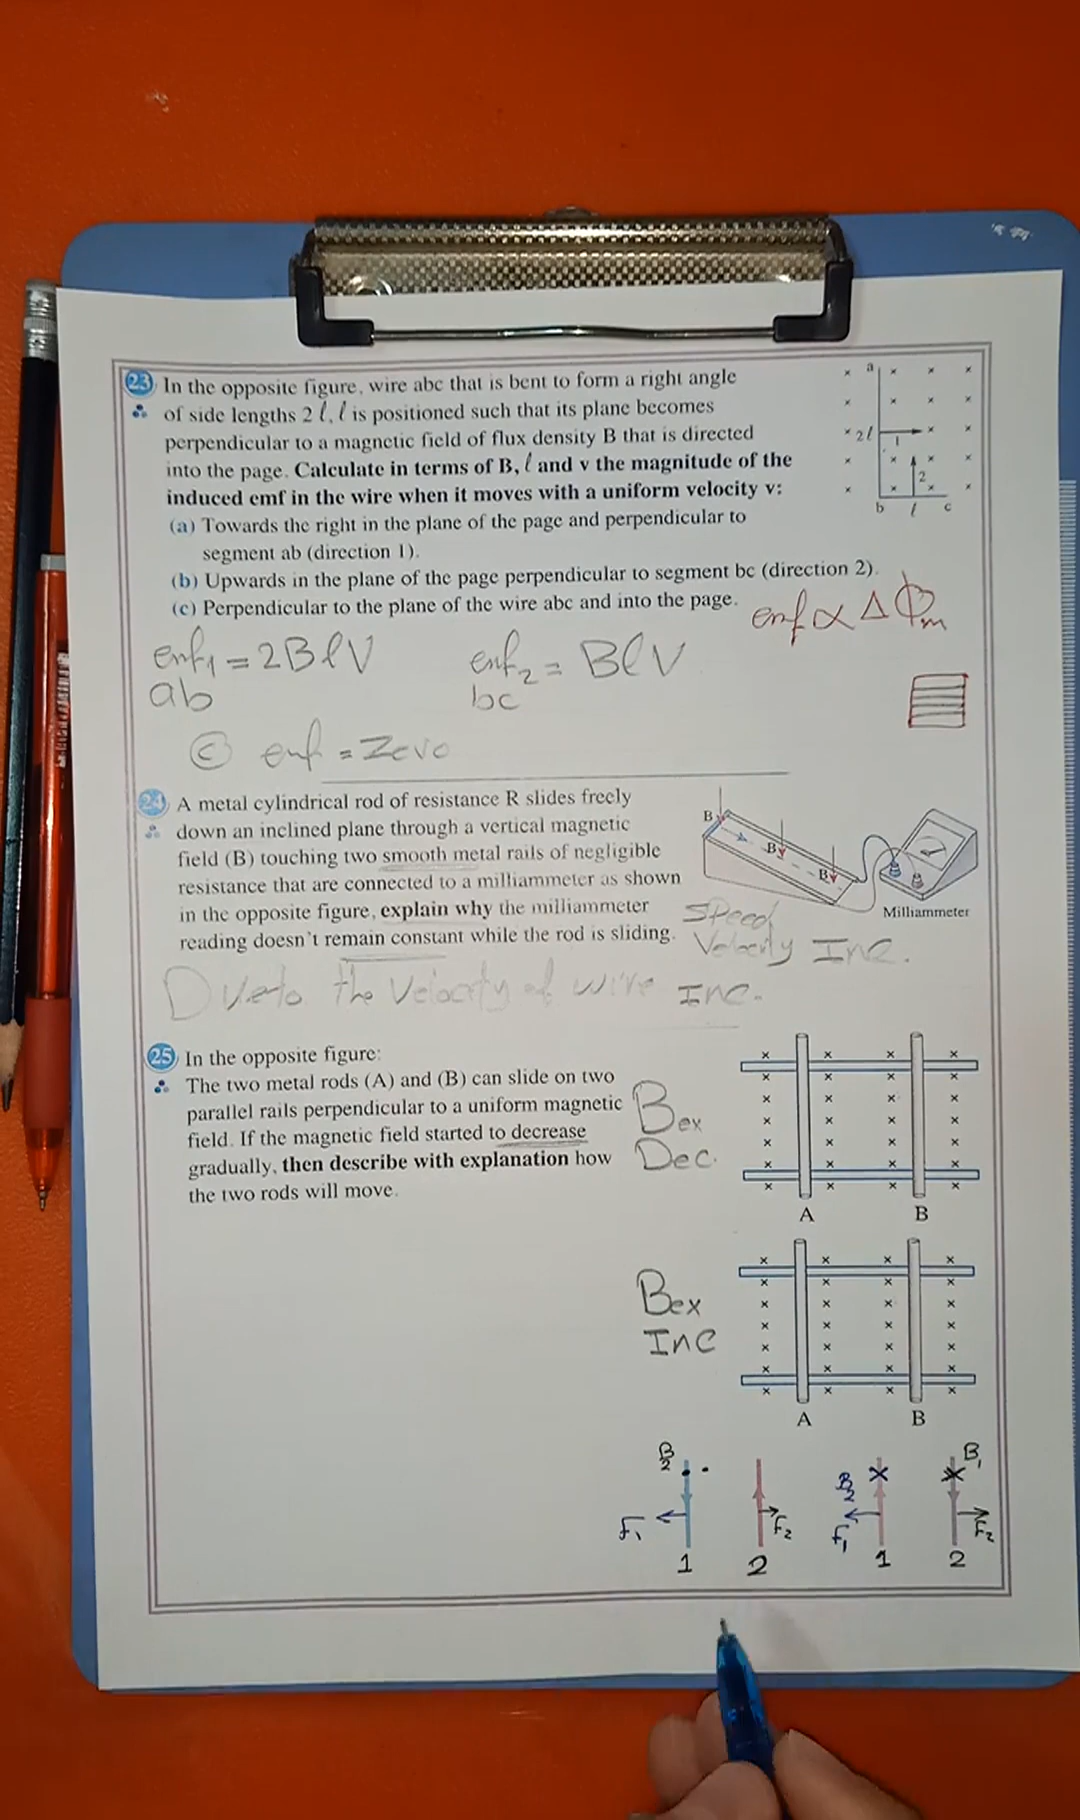 23 In the opposite figure, wire abc that is bent to form a right angle
of side lengths 2 ℓ, ℓ is positioned such that its plane becomes
perpendicular to a magnetic field of flux density B that is directed
into the page. Calculate in terms of B, ℓ and v the magnitude of the
induced emf in the wire when it moves with a uniform velocity v:
(a) Towards the right in the plane of the page and perpendicular to
segment ab (direction 1).
(b) Upwards in the plane of the page perpendicular to segment bc (direction 2).
(c) Perpendicular to the plane of the wire abc and into the page.
a
2ℓ
1
2
b ℓ c
emf ∝ Δ Φm
emf1 = 2BℓV
ab
emf2 = BℓV
bc
c emf = Zero
24 A metal cylindrical rod of resistance R slides freely
down an inclined plane through a vertical magnetic
field (B) touching two smooth metal rails of negligible
resistance that are connected to a milliammeter as shown
in the opposite figure, explain why the milliammeter
reading doesn't remain constant while the rod is sliding.
B
B
B
Milliammeter
Speed
Velocity Inc.
Due to the Velocity of wire Inc.
25 In the opposite figure:
The two metal rods (A) and (B) can slide on two
parallel rails perpendicular to a uniform magnetic
field. If the magnetic field started to decrease
gradually, then describe with explanation how
the two rods will move.
Bex
Dec.
A B
Bex
Inc
A B
B2
F1
F2
1 2
B2
B1
F1
F2
1 2